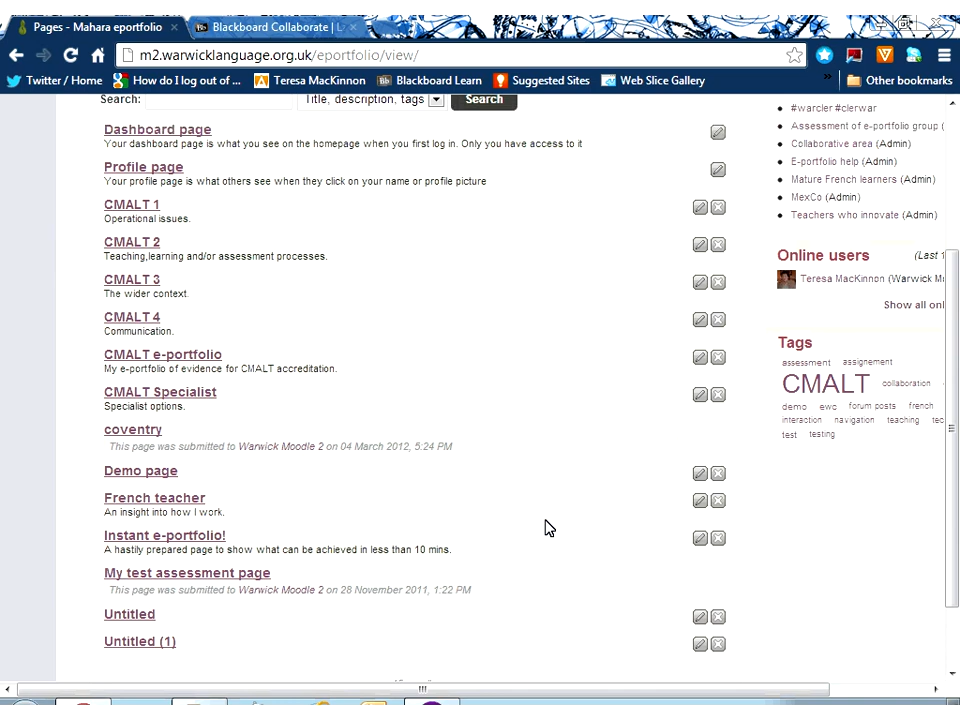 Pages - Mahara eportfolio
Blackboard Collaborate | L
m2.warwicklanguage.org.uk/eportfolio/view/
Twitter / Home
How do I log out of ...
Teresa MacKinnon
Blackboard Learn
Suggested Sites
Web Slice Gallery
»
Other bookmarks
Search:
Title, description, tags
Search
Dashboard page
Your dashboard page is what you see on the homepage when you first log in. Only you have access to it
Profile page
Your profile page is what others see when they click on your name or profile picture
CMALT 1
Operational issues.
CMALT 2
Teaching,learning and/or assessment processes.
CMALT 3
The wider context.
CMALT 4
Communication.
CMALT e-portfolio
My e-portfolio of evidence for CMALT accreditation.
CMALT Specialist
Specialist options.
coventry
This page was submitted to Warwick Moodle 2 on 04 March 2012, 5:24 PM
Demo page
French teacher
An insight into how I work.
Instant e-portfolio!
A hastily prepared page to show what can be achieved in less than 10 mins.
My test assessment page
This page was submitted to Warwick Moodle 2 on 28 November 2011, 1:22 PM
Untitled
Untitled (1)
#warcler #clerwar
Assessment of e-portfolio group (
Collaborative area (Admin)
E-portfolio help (Admin)
Mature French learners (Admin)
MexCo (Admin)
Teachers who innovate (Admin)
Online users
(Last 1
Teresa MacKinnon (Warwick M
Show all onl
Tags
assessment assignement
CMALT collaboration
demo ewc forum posts french
interaction navigation teaching tec
test testing